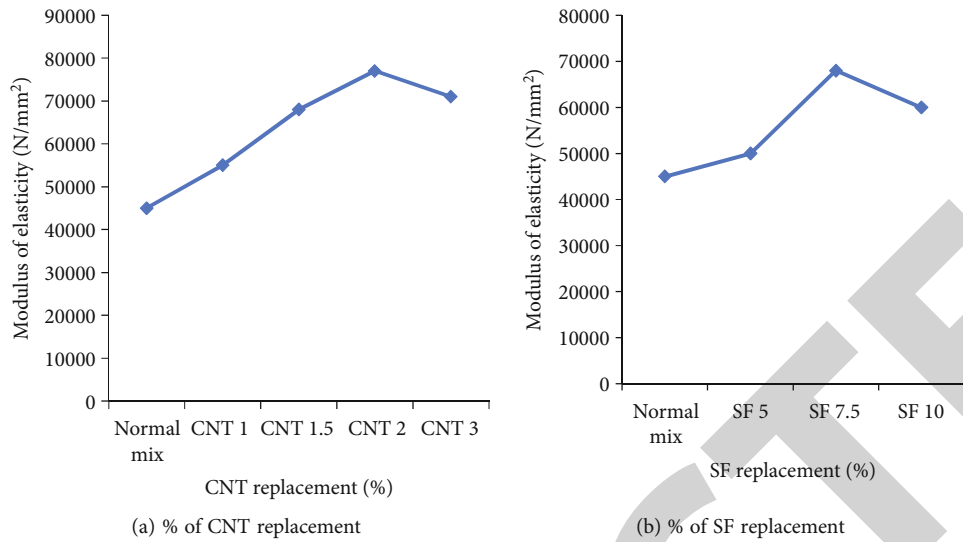 Modulus of elasticity (N/mm²)
90000
80000
70000
60000
50000
40000
30000
20000
10000
0
Normal mix
CNT 1
CNT 1.5
CNT 2
CNT 3
CNT replacement (%)
(a) % of CNT replacement
Modulus of elasticity (N/mm²)
80000
70000
60000
50000
40000
30000
20000
10000
0
Normal mix
SF 5
SF 7.5
SF 10
SF replacement (%)
(b) % of SF replacement